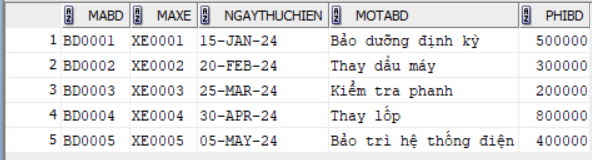 MABD MAXE NGAYTHUCHIEN MOTABD PHIBD
1 BD0001 XE0001 15-JAN-24 Bảo dưỡng định kỳ 500000
2 BD0002 XE0002 20-FEB-24 Thay dầu máy 300000
3 BD0003 XE0003 25-MAR-24 Kiểm tra phanh 200000
4 BD0004 XE0004 30-APR-24 Thay lốp 800000
5 BD0005 XE0005 05-MAY-24 Bảo trì hệ thống điện 400000